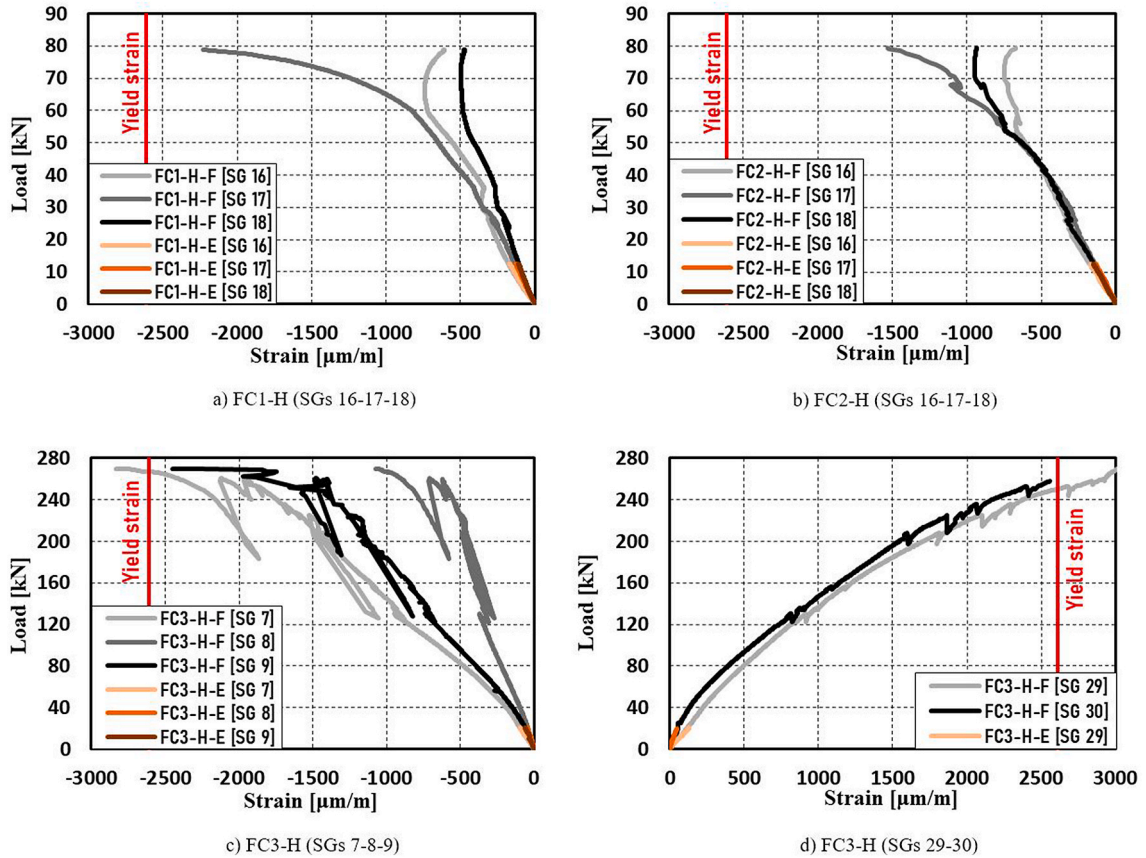 90
80
70
60
50
40
30
20
10
0
Load [kN]
Yield strain
FC1-H-F [SG 16]
FC1-H-F [SG 17]
FC1-H-F [SG 18]
FC1-H-E [SG 16]
FC1-H-E [SG 17]
FC1-H-E [SG 18]
-3000 -2500 -2000 -1500 -1000 -500 0
Strain [μm/m]
a) FC1-H (SGs 16-17-18)
90
80
70
60
50
40
30
20
10
0
Load [kN]
Yield strain
FC2-H-F [SG 16]
FC2-H-F [SG 17]
FC2-H-F [SG 18]
FC2-H-E [SG 16]
FC2-H-E [SG 17]
FC2-H-E [SG 18]
-3000 -2500 -2000 -1500 -1000 -500 0
Strain [μm/m]
b) FC2-H (SGs 16-17-18)
280
240
200
160
120
80
40
0
Load [kN]
Yield strain
FC3-H-F [SG 7]
FC3-H-F [SG 8]
FC3-H-F [SG 9]
FC3-H-E [SG 7]
FC3-H-E [SG 8]
FC3-H-E [SG 9]
-3000 -2500 -2000 -1500 -1000 -500 0
Strain [μm/m]
c) FC3-H (SGs 7-8-9)
280
240
200
160
120
80
40
0
Load [kN]
Yield strain
FC3-H-F [SG 29]
FC3-H-F [SG 30]
FC3-H-E [SG 29]
0 500 1000 1500 2000 2500 3000
Strain [μm/m]
d) FC3-H (SGs 29-30)